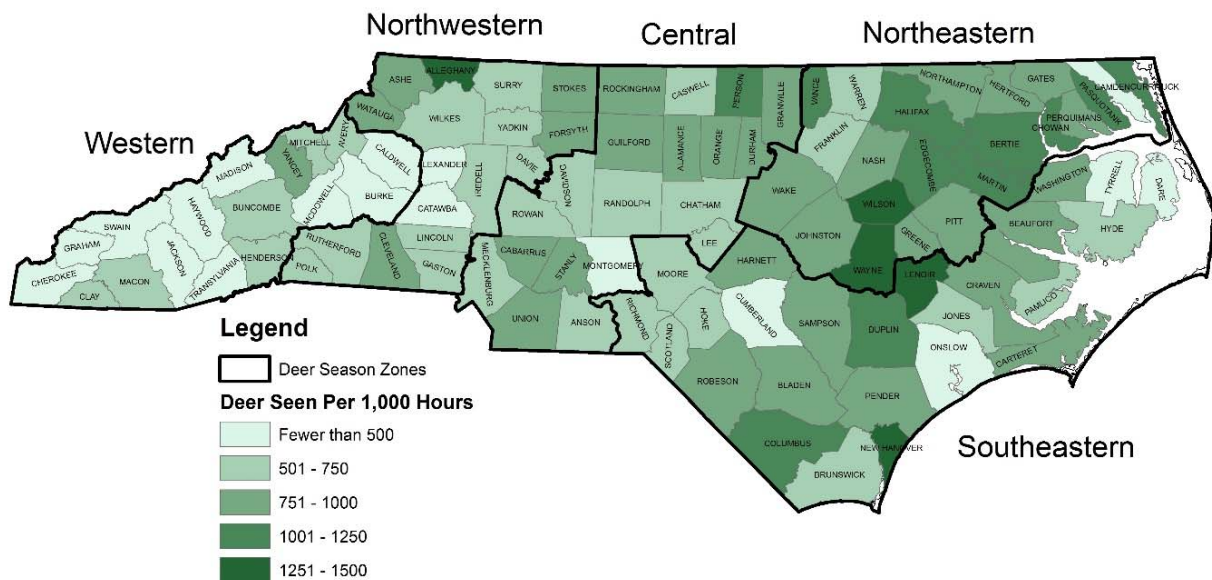 Northwestern
Central
Northeastern
Western
Southeastern
ASHE
ALLEGHANY
SURRY
STOKES
ROCKINGHAM
CASWELL
PERSON
GRANVILLE
VANCE
WARREN
NORTHAMPTON
HERTFORD
GATES
CAMDEN
CURRITUCK
PASQUOTANK
PERQUIMANS
CHOWAN
WATAUGA
WILKES
YADKIN
FORSYTH
GUILFORD
ALAMANCE
ORANGE
DURHAM
FRANKLIN
HALIFAX
BERTIE
NASH
EDGECOMBE
MARTIN
WASHINGTON
TYRRELL
DARE
MITCHELL
AVERY
YANCEY
MADISON
CALDWELL
ALEXANDER
IREDELL
DAVIE
DAVIDSON
RANDOLPH
CHATHAM
WAKE
WILSON
PITT
BEAUFORT
HYDE
BURKE
MCDOWELL
CATAWBA
ROWAN
BUNCOMBE
HAYWOOD
SWAIN
GRAHAM
CHEROKEE
CLAY
MACON
JACKSON
TRANSYLVANIA
HENDERSON
RUTHERFORD
POLK
CLEVELAND
LINCOLN
GASTON
MECKLENBURG
CABARRUS
STANLY
MONTGOMERY
MOORE
LEE
HARNETT
JOHNSTON
GREENE
WAYNE
LENOIR
CRAVEN
PAMLICO
JONES
CARTERET
ONSLOW
UNION
ANSON
RICHMOND
SCOTLAND
HOKE
CUMBERLAND
SAMPSON
DUPLIN
ROBESON
BLADEN
PENDER
COLUMBUS
BRUNSWICK
NEW HANOVER
Legend
Deer Season Zones
Deer Seen Per 1,000 Hours
Fewer than 500
501 - 750
751 - 1000
1001 - 1250
1251 - 1500